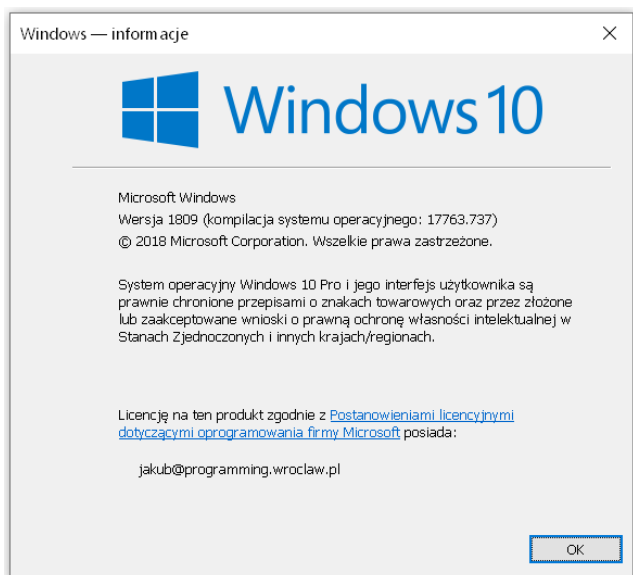 Windows — informacje
Windows 10
Microsoft Windows
Wersja 1809 (kompilacja systemu operacyjnego: 17763.737)
© 2018 Microsoft Corporation. Wszelkie prawa zastrzeżone.
System operacyjny Windows 10 Pro i jego interfejs użytkownika są
prawnie chronione przepisami o znakach towarowych oraz przez złożone
lub zaakceptowane wnioski o prawną ochronę własności intelektualnej w
Stanach Zjednoczonych i innych krajach/regionach.
Licencję na ten produkt zgodnie z Postanowieniami licencyjnymi
dotyczącymi oprogramowania firmy Microsoft posiada:
jakub@programming.wroclaw.pl
OK